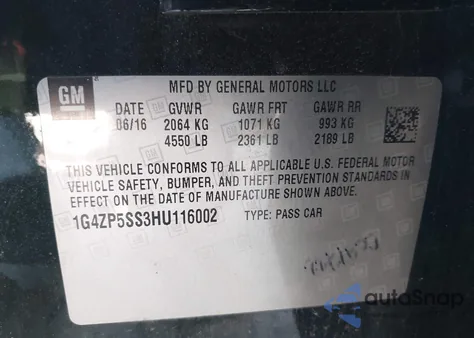 GM
MFD BY GENERAL MOTORS LLC
DATE GVWR GAWR FRT GAWR RR
06/16 2064 KG 1071 KG 993 KG
4550 LB 2361 LB 2189 LB
THIS VEHICLE CONFORMS TO ALL APPLICABLE U.S. FEDERAL MOTOR
VEHICLE SAFETY, BUMPER, AND THEFT PREVENTION STANDARDS IN
EFFECT ON THE DATE OF MANUFACTURE SHOWN ABOVE.
1G4ZP5SS3HU116002 TYPE: PASS CAR
autoSnap